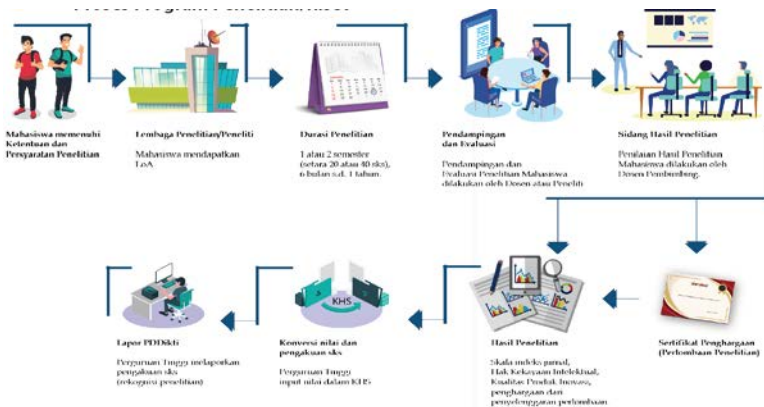 Mahasiswa memenuhi
Ketentuan dan
Persyaratan Penelitian
Lembaga Penelitian/Peneliti
Mahasiswa mendapatkan
LoA
Durasi Penelitian
1 atau 2 semester
(setara 20 atau 40 sks),
6 bulan s.d. 1 tahun.
Pendampingan
dan Evaluasi
Pendampingan dan
Evaluasi Penelitian Mahasiswa
dilakukan oleh Dosen atau Peneliti
Sidang Hasil Penelitian
Penilaian Hasil Penelitian
Mahasiswa dilakukan oleh
Dosen Pembimbing.
Sertifikat Penghargaan
(Perlombaan Penelitian)
Hasil Penelitian
Skala indeks jurnal,
Hak Kekayaan Intelektual,
Kualitas Produk Inovasi,
penghargaan dan
penyelenggaran perlombaan
KHS
Konversi nilai dan
pengakuan sks
Perguruan Tinggi
input nilai dalam KHS
Lapor PDDikti
Perguruan Tinggi melaporkan
pengakuan sks
(rekognisi penelitian)